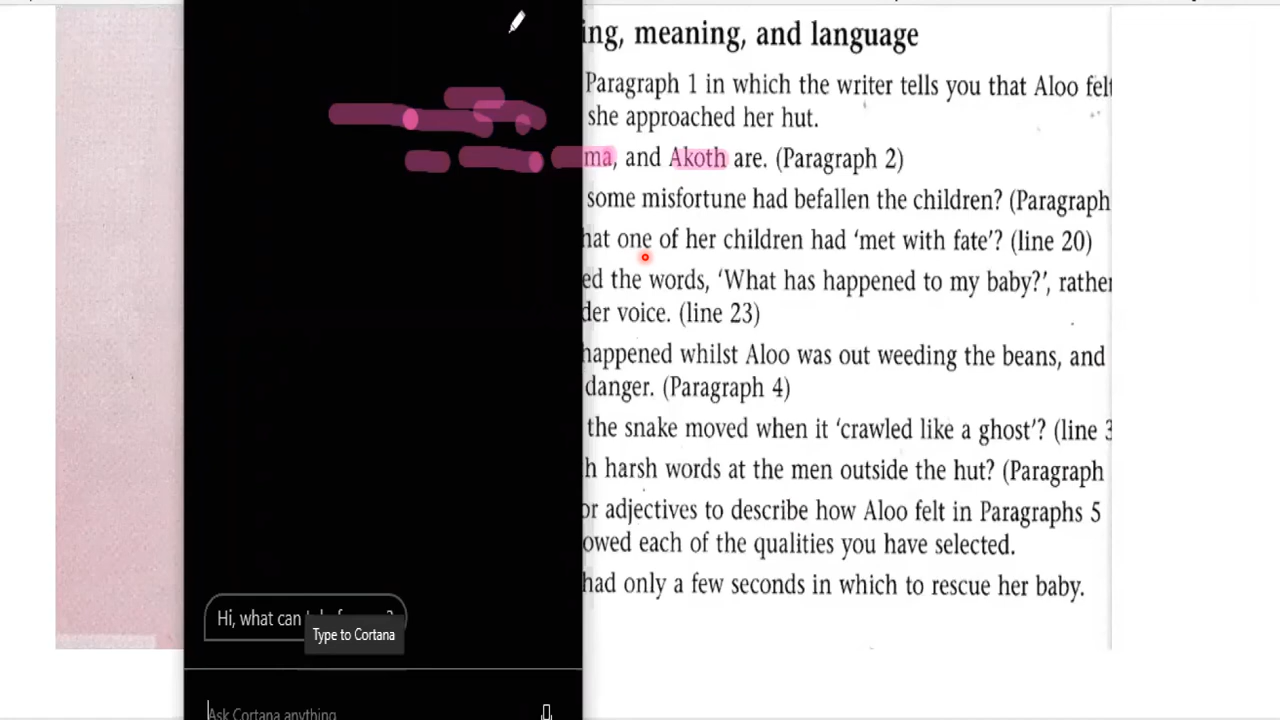 ing, meaning, and language
Paragraph 1 in which the writer tells you that Aloo felt
she approached her hut.
ma, and Akoth are. (Paragraph 2)
some misfortune had befallen the children? (Paragraph
hat one of her children had ‘met with fate’? (line 20)
ed the words, ‘What has happened to my baby?’, rather
der voice. (line 23)
happened whilst Aloo was out weeding the beans, and
danger. (Paragraph 4)
the snake moved when it ‘crawled like a ghost’? (line 3
h harsh words at the men outside the hut? (Paragraph
or adjectives to describe how Aloo felt in Paragraphs 5
owed each of the qualities you have selected.
had only a few seconds in which to rescue her baby.
Hi, what can
Type to Cortana
Ask Cortana anything